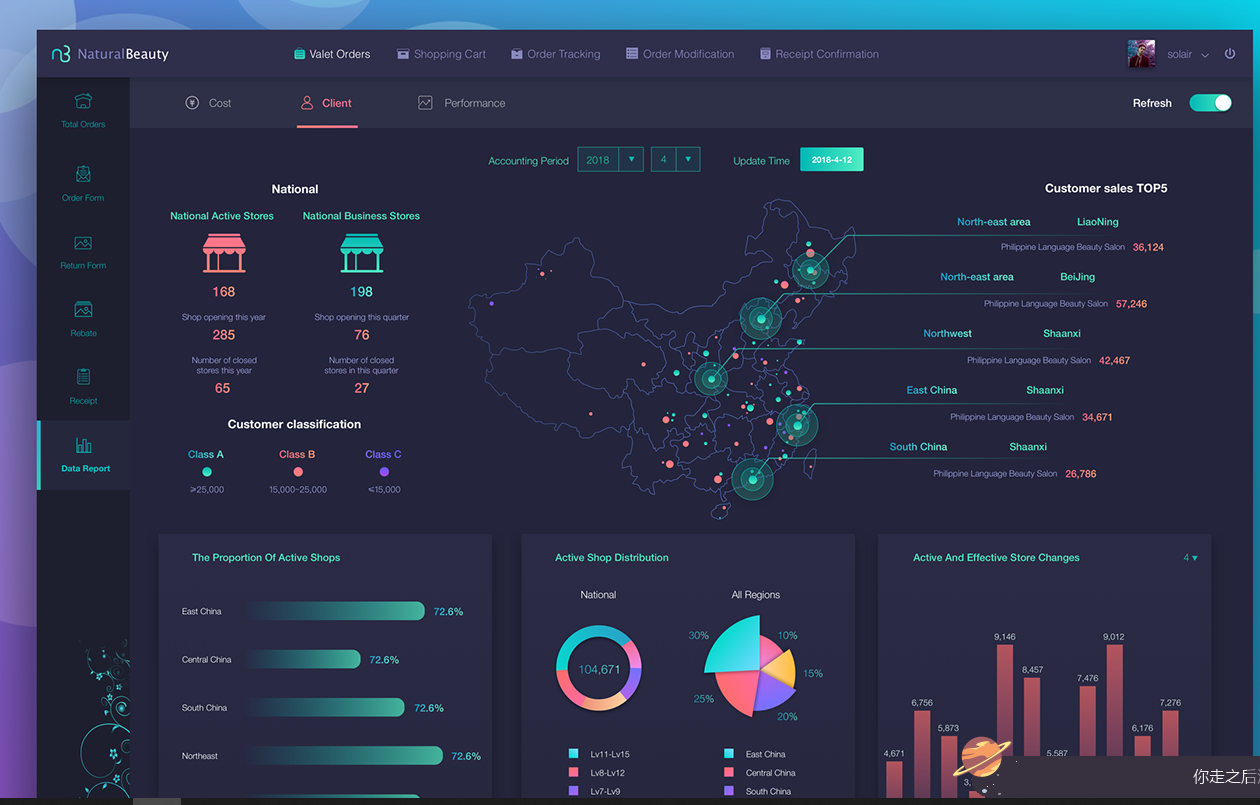 NaturalBeauty
Valet Orders
Shopping Cart
Order Tracking
Order Modification
Receipt Confirmation
solair
Total Orders
Order Form
Return Form
Rebate
Receipt
Data Report
Cost
Client
Performance
Refresh
Accounting Period 2018 4 Update Time 2018-4-12
National
National Active Stores National Business Stores
168 198
Shop opening this year Shop opening this quarter
285 76
Number of closed Number of closed
stores this year stores in this quarter
65 27
Customer classification
Class A Class B Class C
≥25,000 15,000~25,000 ≤15,000
Customer sales TOP5
North-east area LiaoNing
Philippine Language Beauty Salon 36,124
North-east area BeiJing
Philippine Language Beauty Salon 57,246
Northwest Shaanxi
Philippine Language Beauty Salon 42,467
East China Shaanxi
Philippine Language Beauty Salon 34,671
South China Shaanxi
Philippine Language Beauty Salon 26,786
The Proportion Of Active Shops
East China 72.6%
Central China 72.6%
South China 72.6%
Northeast 72.6%
Active Shop Distribution
National All Regions
104,671
30% 10%
15%
25%
20%
Lv11-Lv15 East China
Lv8-Lv12 Central China
Lv7-Lv9 South China
Active And Effective Store Changes 4
9,146 9,012
8,457
7,476
6,756 7,276
5,873 6,176
4,671 5,587
3,
你走之后